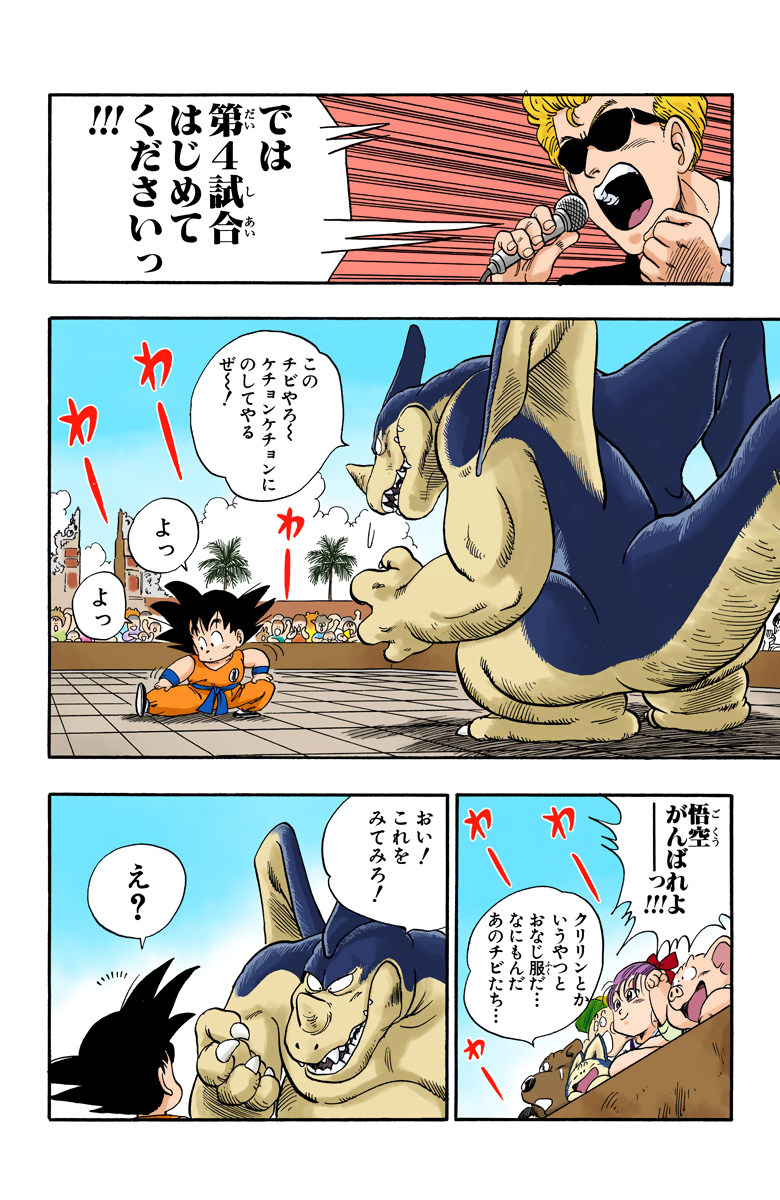 では
第4試合
はじめて
くださいっ
!!!
この
チビやろ〜
ケチョンケチョンに
のしてやる
ぜ〜!
わー
わー
わー
よっ
よっ
悟空
がんばれよ
――っ!!!
わー
わー
クリリンとか
いうやつと
おなじ服だ…
なにもんだ
あのチビたち…
わー
おい!
これを
みてみろ!
え?